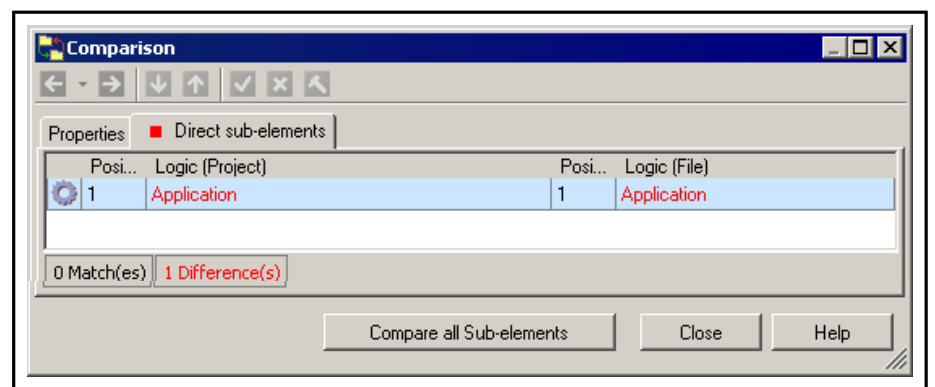 Comparison
Properties Direct sub-elements
Posi... Logic (Project) Posi... Logic (File)
1 Application 1 Application
0 Match(es) 1 Difference(s)
Compare all Sub-elements Close Help